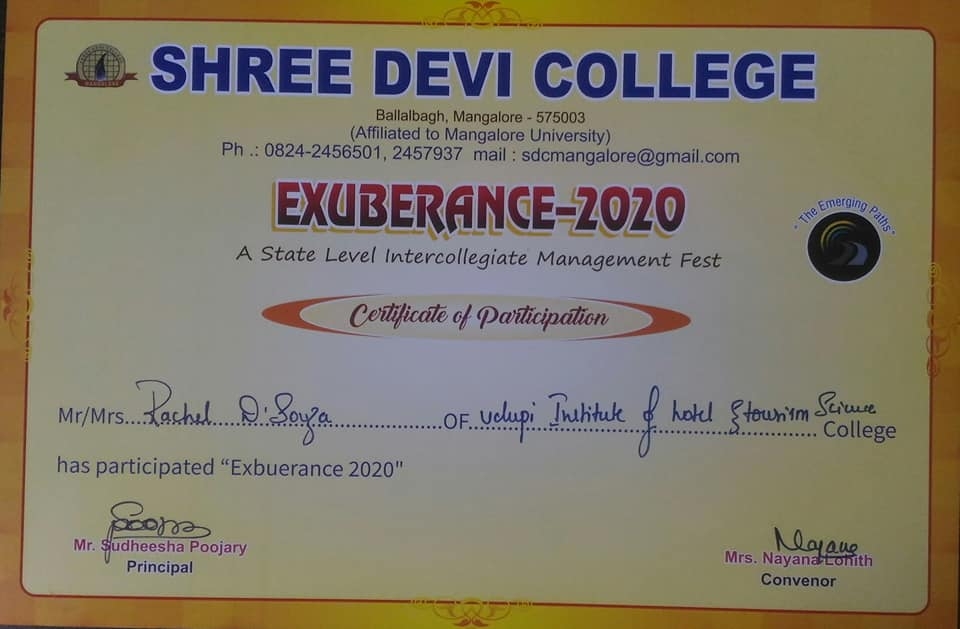 SHREE DEVI COLLEGE
Ballalbagh, Mangalore - 575003
(Affiliated to Mangalore University)
Ph .: 0824-2456501, 2457937 mail : sdcmangalore@gmail.com
EXUBERANCE-2020
"The Emerging Paths"
A State Level Intercollegiate Management Fest
Certificate of Participation
Mr/Mrs...Rachel D'Souza...OF..Udupi Institute of hotel & tourism Science... College
has participated “Exbuerance 2020"
Mr. Sudheesha Poojary
Principal
Nayana
Mrs. Nayana Lohith
Convenor
MANGALORE